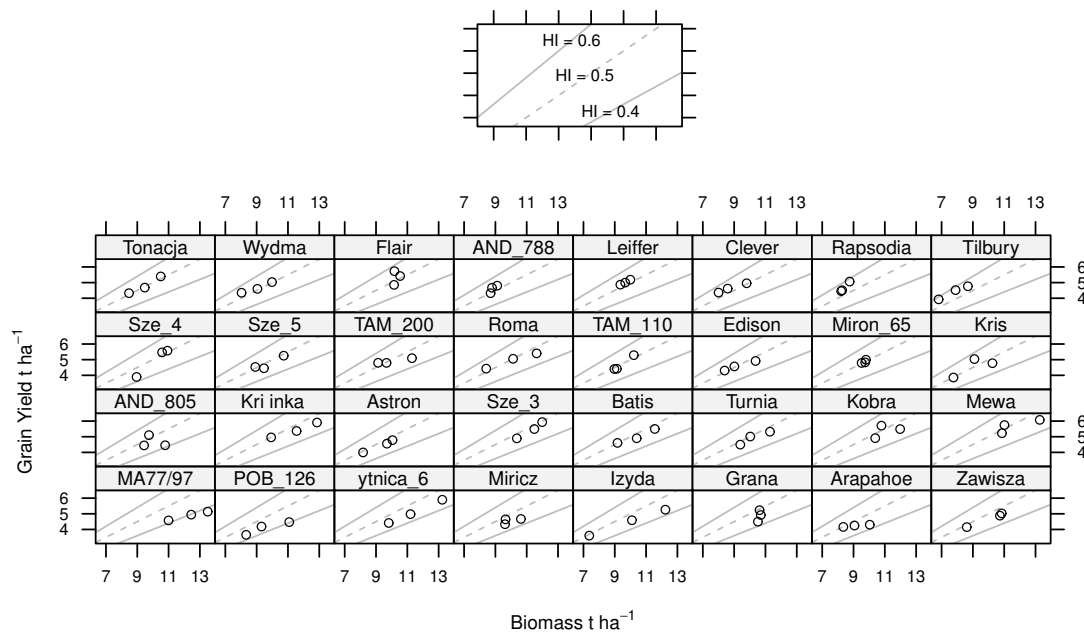 HI = 0.6
HI = 0.5
HI = 0.4
7 9 11 13 7 9 11 13 7 9 11 13 7 9 11 13
Tonacja Wydma Flair AND_788 Leiffer Clever Rapsodia Tilbury
6
5
4
Sze_4 Sze_5 TAM_200 Roma TAM_110 Edison Miron_65 Kris
6
5
4
AND_805 Kri inka Astron Sze_3 Batis Turnia Kobra Mewa
6
5
4
MA77/97 POB_126 ytnica_6 Miricz Izyda Grana Arapahoe Zawisza
6
5
4
7 9 11 13 7 9 11 13 7 9 11 13 7 9 11 13
Grain Yield t ha⁻¹
Biomass t ha⁻¹